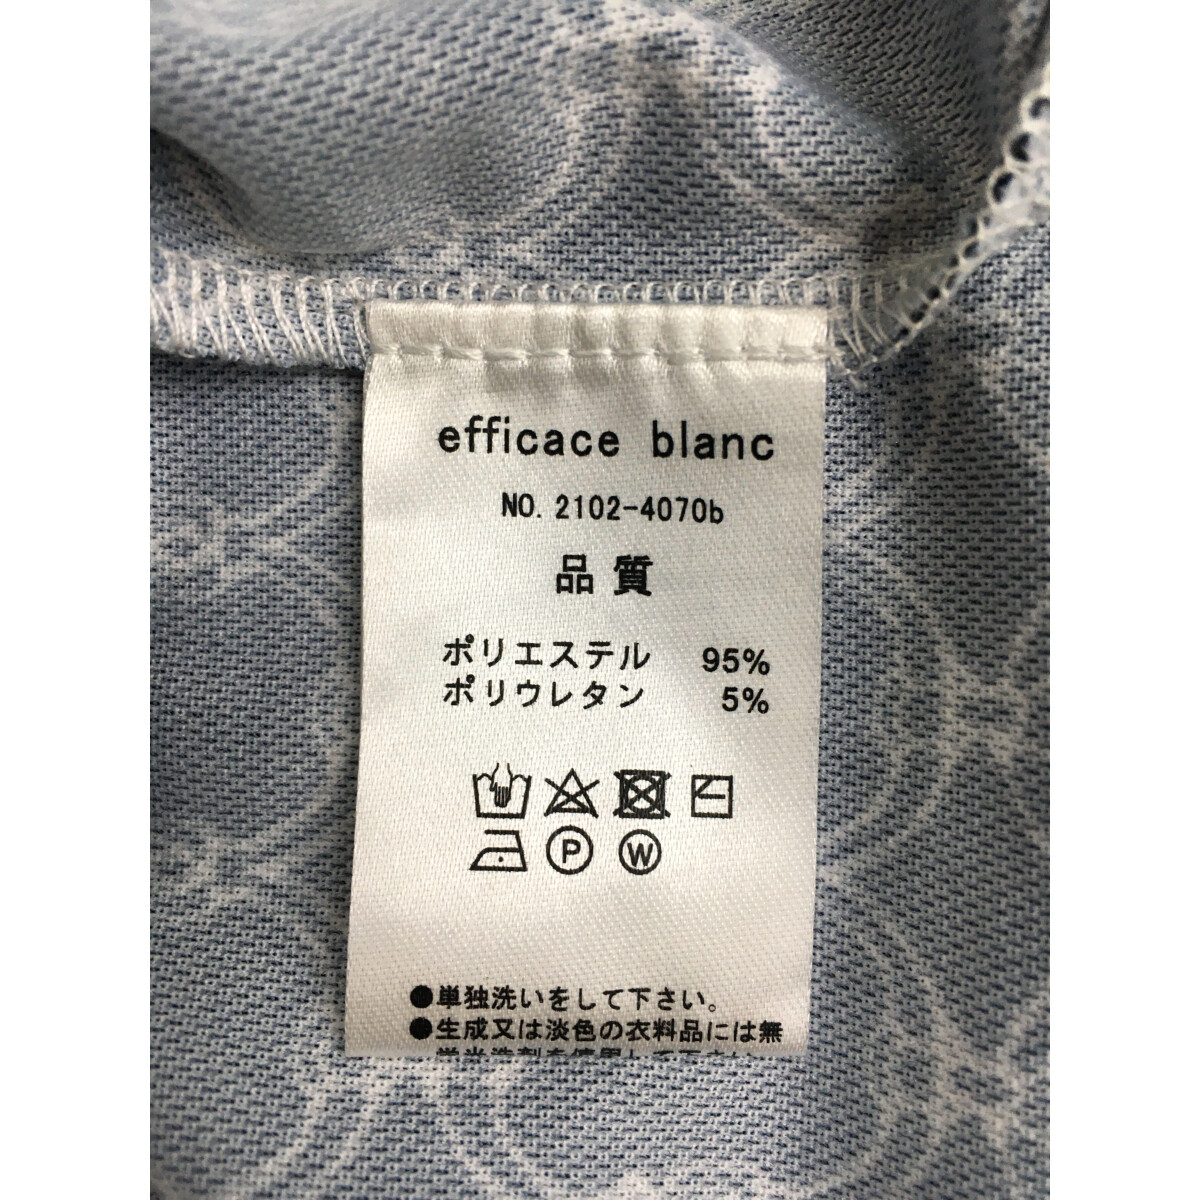 efficace blanc
NO. 2102-4070b
品質
ポリエステル 95%
ポリウレタン 5%
P W
●単独洗いをして下さい。
●生成又は淡色の衣料品には無